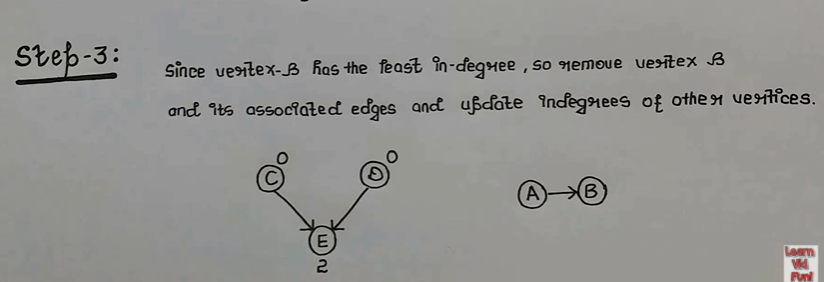 Step-3:
Since vertex-B has the least in-degree, so remove vertex B
and its associated edges and update indegrees of other vertices.
0 0
C D A B
E
2
Learn
Vid
Fun!